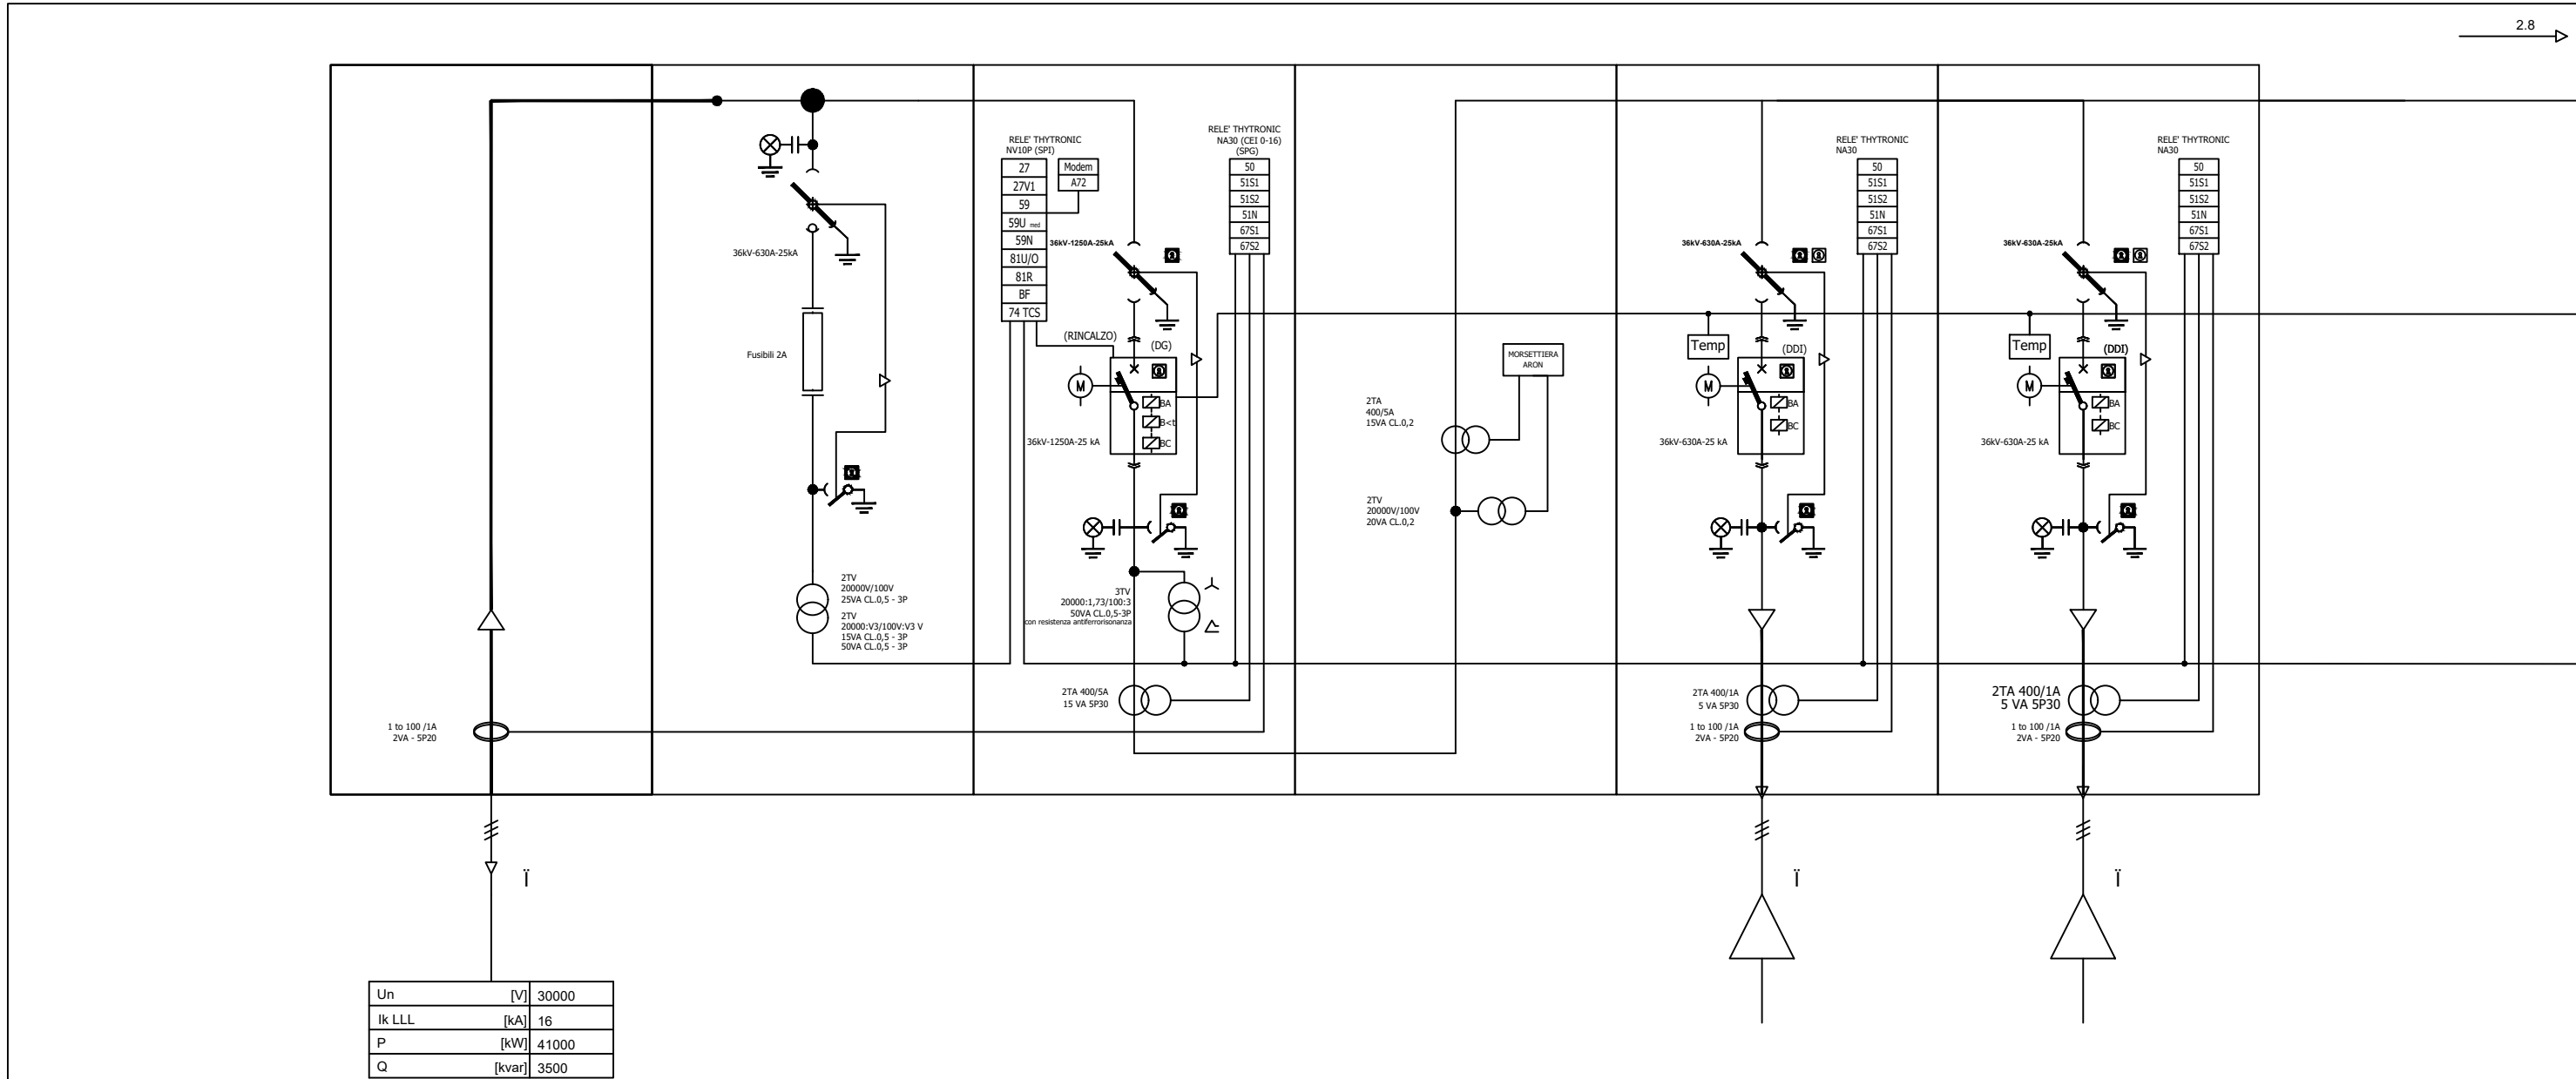 2.8
36kV-630A-25kA
Fusibili 2A
2TV
20000V/100V
25VA CL.0,5 - 3P
2TV
20000:V3/100V:V3 V
15VA CL.0,5 - 3P
50VA CL.0,5 - 3P
1 to 100 /1A
2VA - 5P20
RELE' THYTRONIC
NV10P (SPI)
27
27V1
59
59U med
59N
81U/O
81R
BF
74 TCS
Modem
A72
RELE' THYTRONIC
NA30 (CEI 0-16)
(SPG)
50
51S1
51S2
51N
67S1
67S2
36kV-1250A-25kA
(RINCALZO)
(DG)
M
BA
B<t
BC
36kV-1250A-25 kA
3TV
20000:1,73/100:3
50VA CL.0,5-3P
con resistenza antiferrorisonanza
2TA 400/5A
15 VA 5P30
MORSETTIERA
ARON
2TA
400/5A
15VA CL.0,2
2TV
20000V/100V
20VA CL.0,2
RELE' THYTRONIC
NA30
50
51S1
51S2
51N
67S1
67S2
36kV-630A-25kA
Temp
(DDI)
M
BA
BC
36kV-630A-25 kA
2TA 400/1A
5 VA 5P30
1 to 100 /1A
2VA - 5P20
RELE' THYTRONIC
NA30
50
51S1
51S2
51N
67S1
67S2
36kV-630A-25kA
Temp
(DDI)
M
BA
BC
36kV-630A-25 kA
2TA 400/1A
5 VA 5P30
1 to 100 /1A
2VA - 5P20
Ï
Ï
Ï
Un [V] 30000
Ik LLL [kA] 16
P [kW] 41000
Q [kvar] 3500